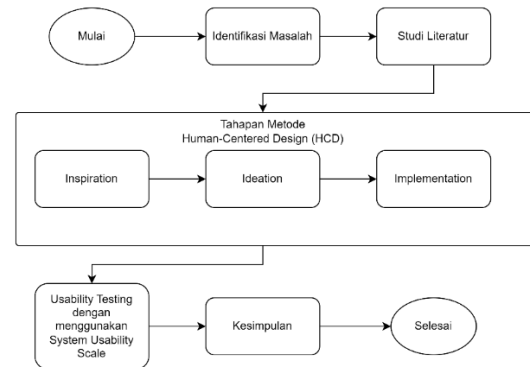 Mulai
Identifikasi Masalah
Studi Literatur
Tahapan Metode
Human-Centered Design (HCD)
Inspiration
Ideation
Implementation
Usability Testing
dengan
menggunakan
System Usability
Scale
Kesimpulan
Selesai